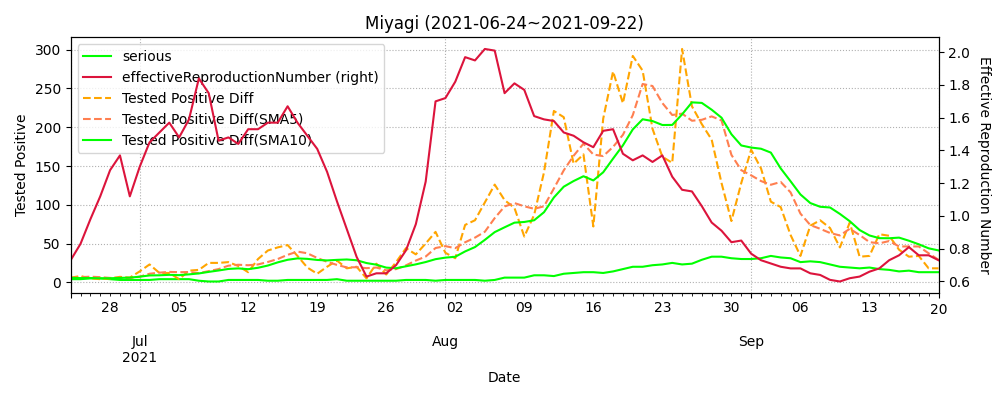 Miyagi (2021-06-24~2021-09-22)
serious
effectiveReproductionNumber (right)
Tested Positive Diff
Tested Positive Diff(SMA5)
Tested Positive Diff(SMA10)
Tested Positive
300
250
200
150
100
50
0
Effective Reproduction Number
2.0
1.8
1.6
1.4
1.2
1.0
0.8
0.6
28 05 12 19 26 02 09 16 23 30 06 13 20
Jul Aug Sep
2021
Date